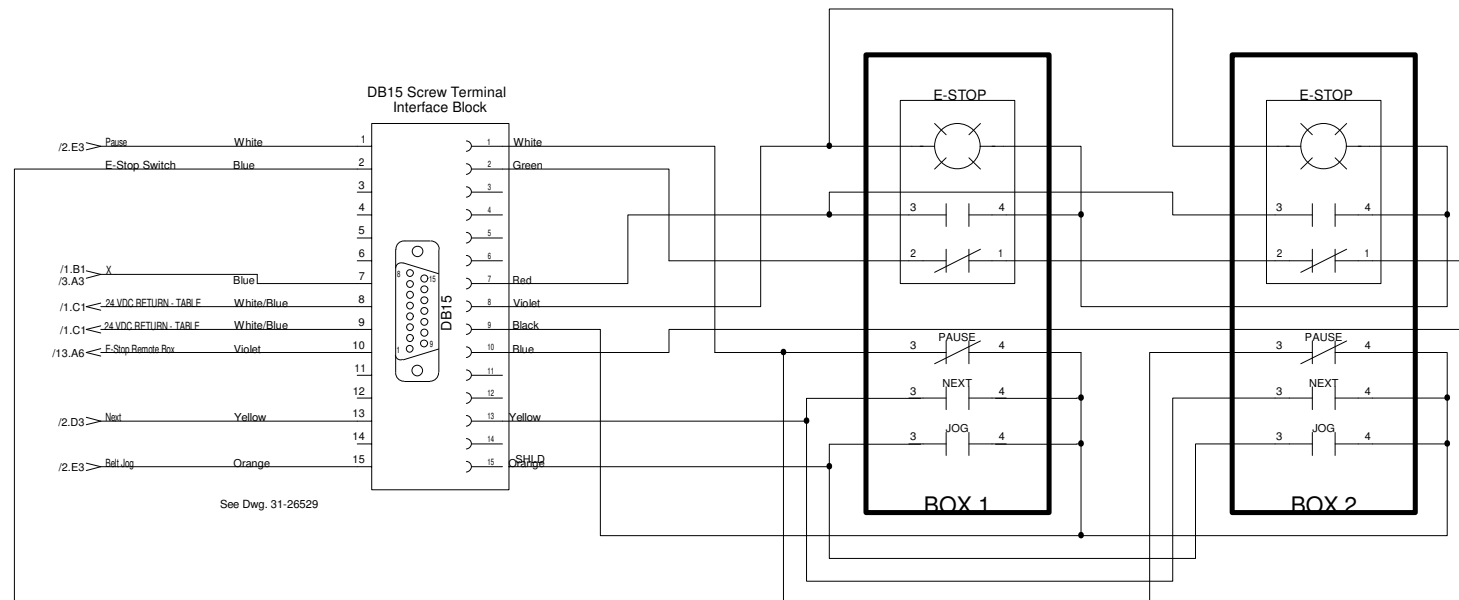 DB15 Screw Terminal
Interface Block
E-STOP
E-STOP
/2.E3 Pause White 1 1 White
E-Stop Switch Blue 2 2 Green
3 3
4 4
5 5
6 6
/1.B1 X
/3.A3 Blue 7 7 Red
/1.C1 24 VDC RETURN - TABLE White/Blue 8 8 Violet
/1.C1 24 VDC RETURN - TABLE White/Blue 9 9 Black
/13.A6 E-Stop Remote Box Violet 10 10 Blue
11 11
12 12
/2.D3 Next Yellow 13 13 Yellow
14 14
SHLD
/2.E3 Belt Jog Orange 15 15 Orange
8 15
1 9
DB15
See Dwg. 31-26529
3 4
2 1
3 PAUSE 4
3 NEXT 4
3 JOG 4
BOX 1
3 4
2 1
3 PAUSE 4
3 NEXT 4
3 JOG 4
BOX 2